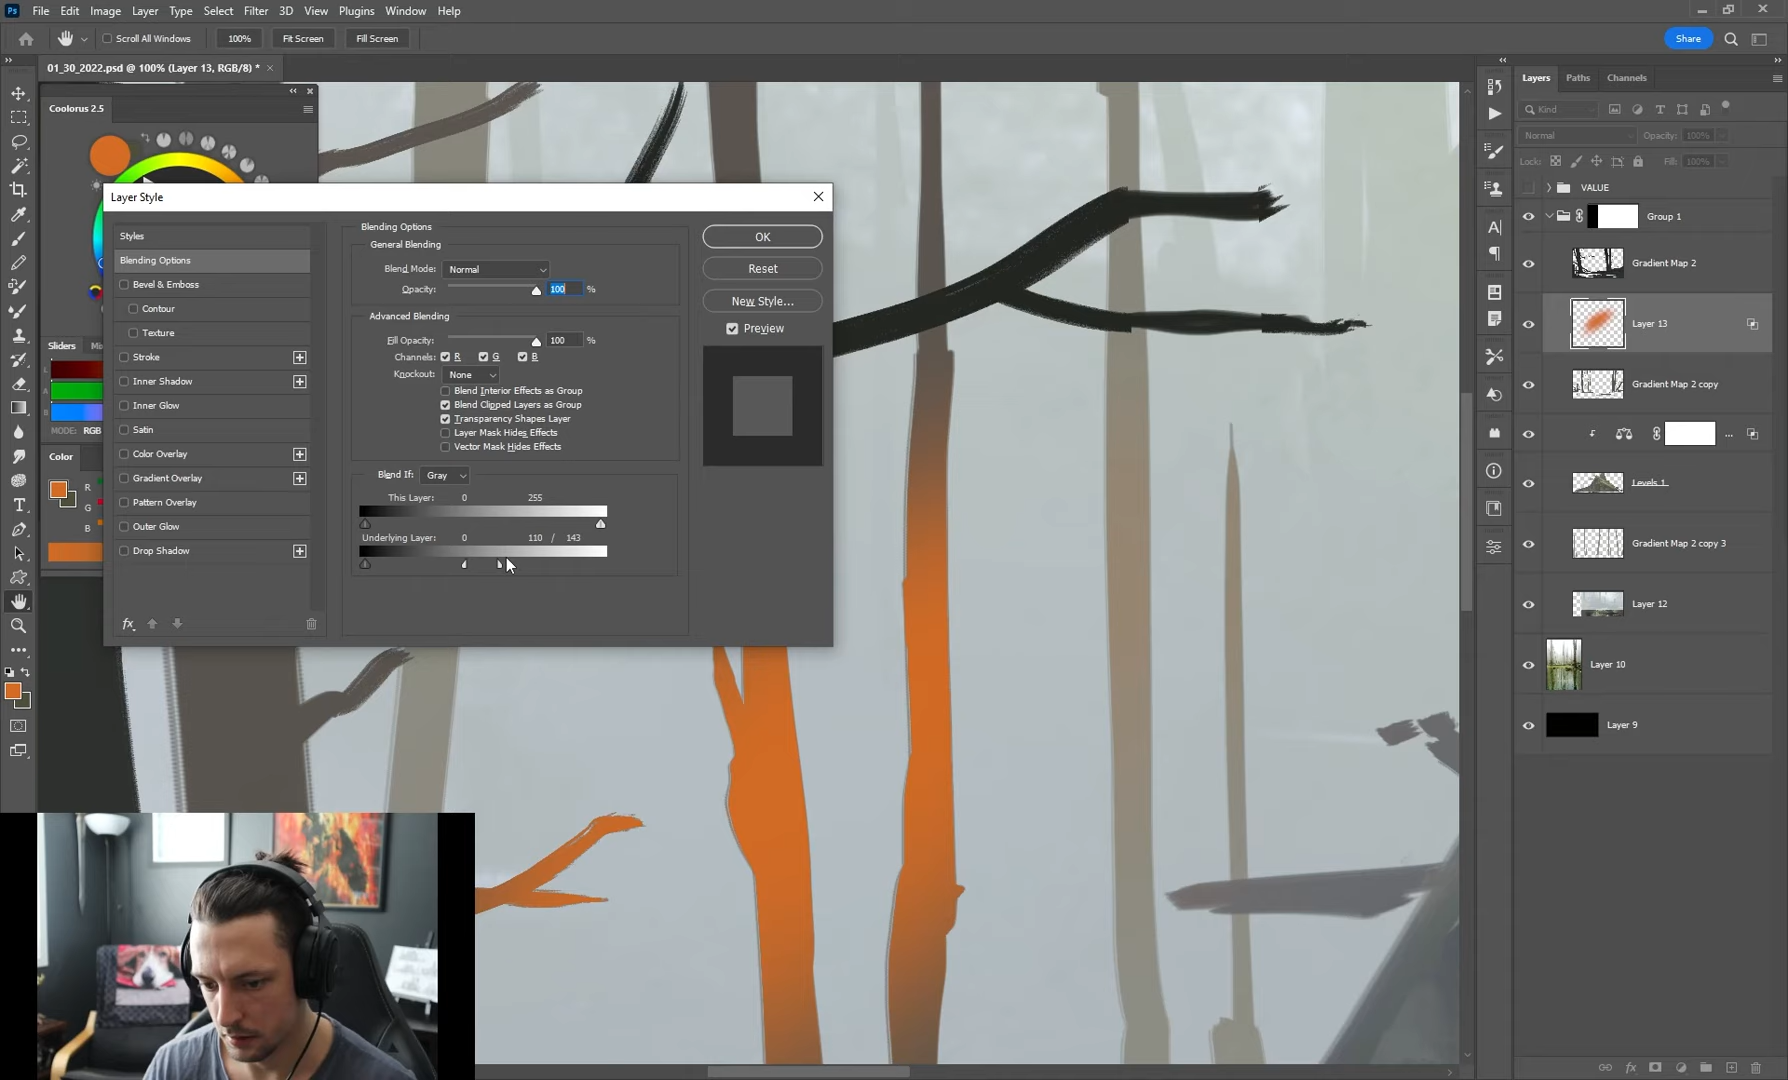 Ps File Edit Image Layer Type Select Filter 3D View Plugins Window Help
Scroll All Windows 100% Fit Screen Fill Screen Share
01_30_2022.psd @ 100% (Layer 13, RGB/8) *
Coolorus 2.5
Sliders
L
MODE: RGB
Color
R
G
B
Layer Style
Styles
Blending Options
Bevel & Emboss
Contour
Texture
Stroke
Inner Shadow
Inner Glow
Satin
Color Overlay
Gradient Overlay
Pattern Overlay
Outer Glow
Drop Shadow
fx
Blending Options
General Blending
Blend Mode: Normal
Opacity: 100 %
Advanced Blending
Fill Opacity: 100 %
Channels: R G B
Knockout: None
Blend Interior Effects as Group
Blend Clipped Layers as Group
Transparency Shapes Layer
Layer Mask Hides Effects
Vector Mask Hides Effects
Blend If: Gray
This Layer: 0 255
Underlying Layer: 0 110 / 143
OK
Reset
New Style...
Preview
Layers Paths Channels
Kind
Normal Opacity: 100%
Lock: Fill: 100%
VALUE
Group 1
Gradient Map 2
Layer 13
Gradient Map 2 copy
...
Levels 1
Gradient Map 2 copy 3
Layer 12
Layer 10
Layer 9
fx